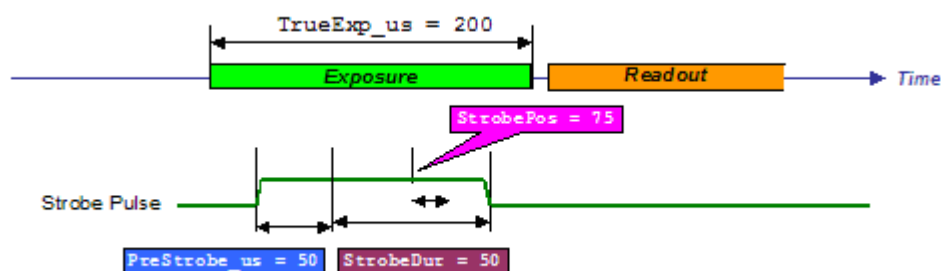 TrueExp_us = 200
Exposure
Readout
Time
StrobePos = 75
Strobe Pulse
PreStrobe_us = 50
StrobeDur = 50